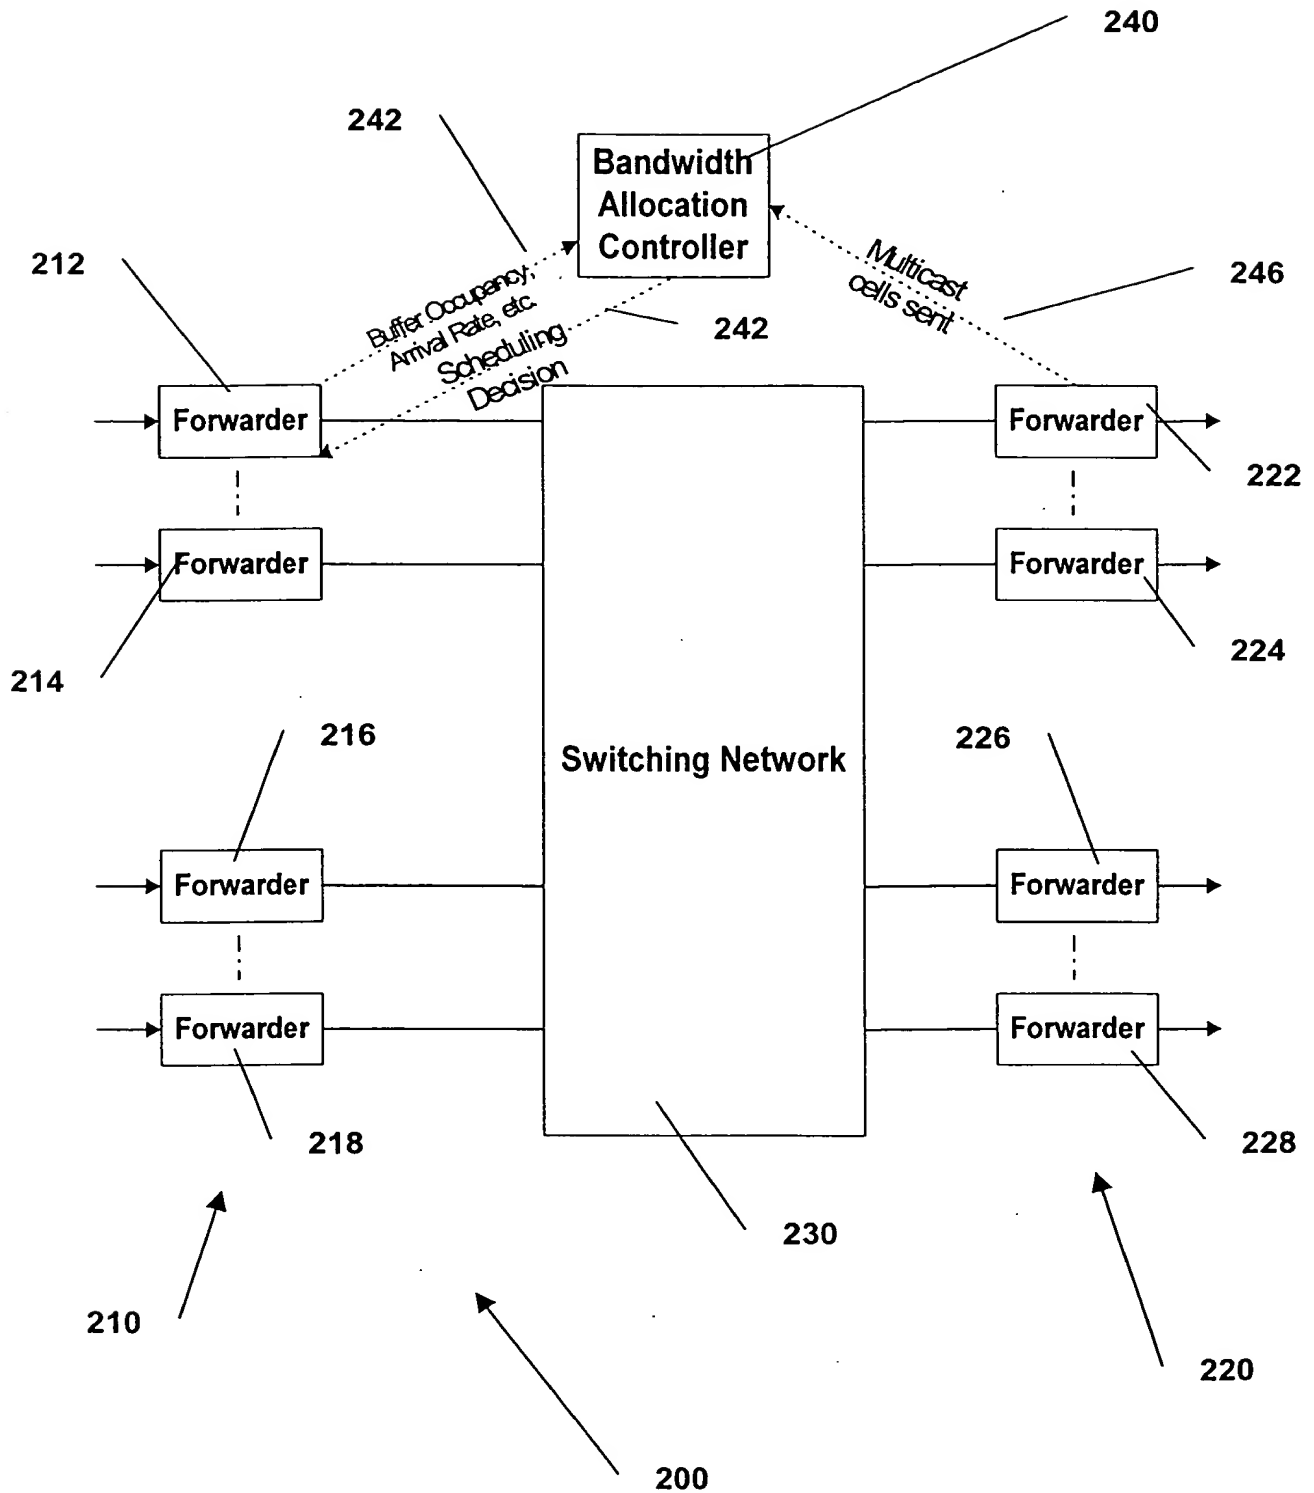 240
242
Bandwidth
Allocation
Controller
212
Multicast
cells sent
246
Buffer Occupancy,
Arrival Rate, etc.
242
Scheduling
Decision
Forwarder
Forwarder
222
Forwarder
Forwarder
214
224
216
226
Switching Network
Forwarder
Forwarder
Forwarder
Forwarder
218
228
230
210
220
200